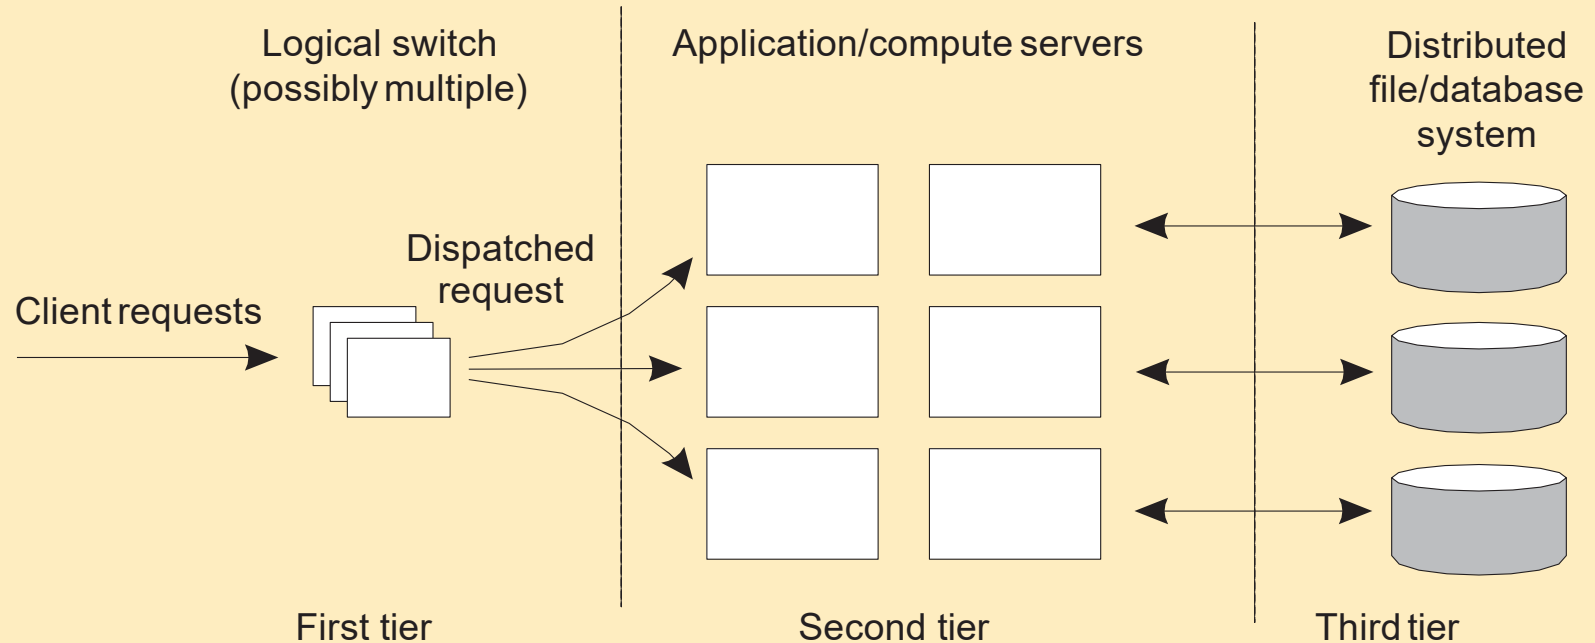 Logical switch
(possibly multiple)
Application/compute servers
Distributed
file/database
system
Dispatched
request
Client requests
First tier
Second tier
Third tier